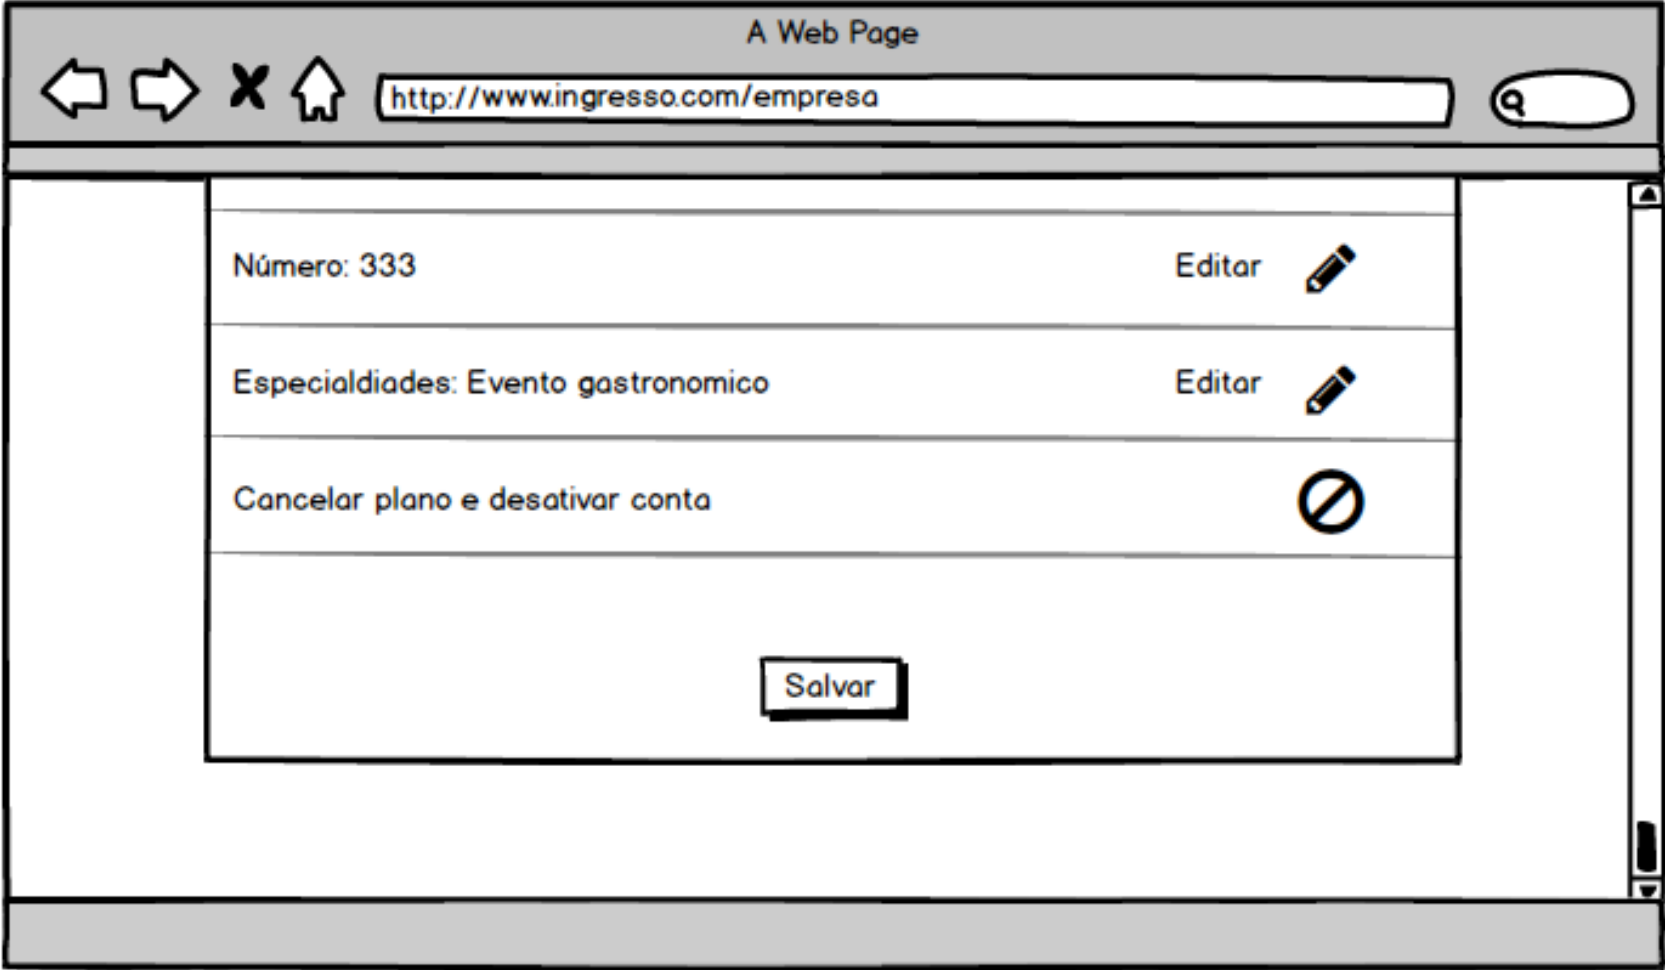 A Web Page
http://www.ingresso.com/empresa
Número: 333 Editar
Especialdiades: Evento gastronomico Editar
Cancelar plano e desativar conta
Salvar